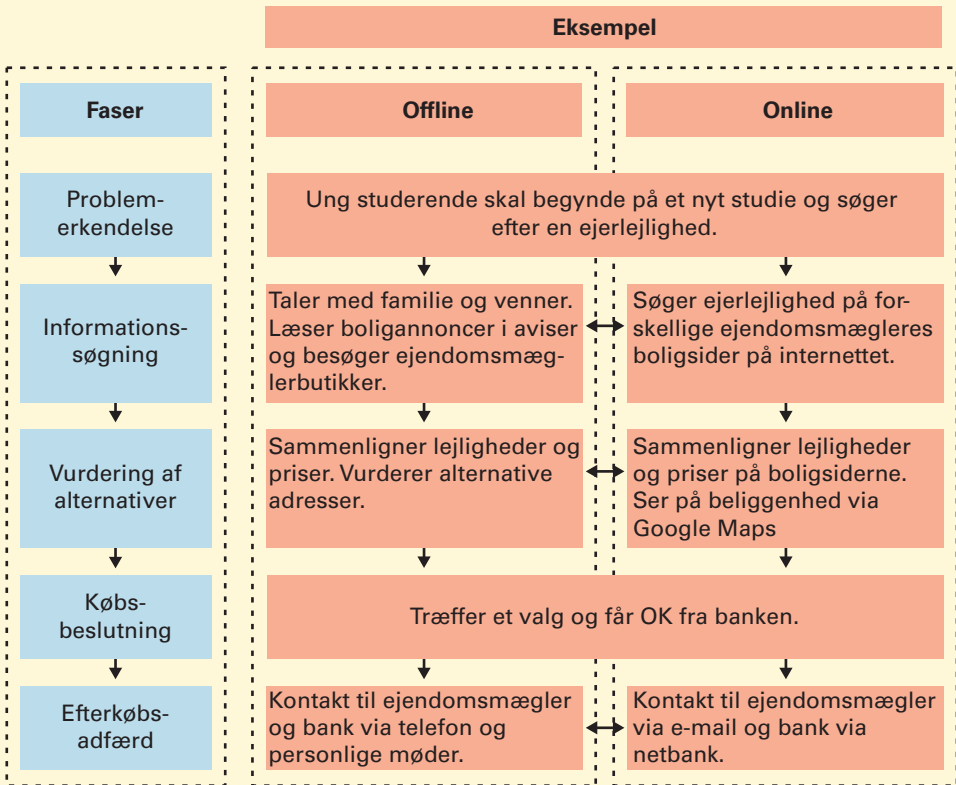 Eksempel
Faser
Offline
Online
Problem-
erkendelse
Ung studerende skal begynde på et nyt studie og søger
efter en ejerlejlighed.
Informations-
søgning
Taler med familie og venner.
Læser boligannoncer i aviser
og besøger ejendomsmæg-
lerbutikker.
Søger ejerlejlighed på for-
skellige ejendomsmægleres
boligsider på internettet.
Vurdering af
alternativer
Sammenligner lejligheder og
priser. Vurderer alternative
adresser.
Sammenligner lejligheder
og priser på boligsiderne.
Ser på beliggenhed via
Google Maps
Købs-
beslutning
Træffer et valg og får OK fra banken.
Efterkøbs-
adfærd
Kontakt til ejendomsmægler
og bank via telefon og
personlige møder.
Kontakt til ejendomsmægler
via e-mail og bank via
netbank.